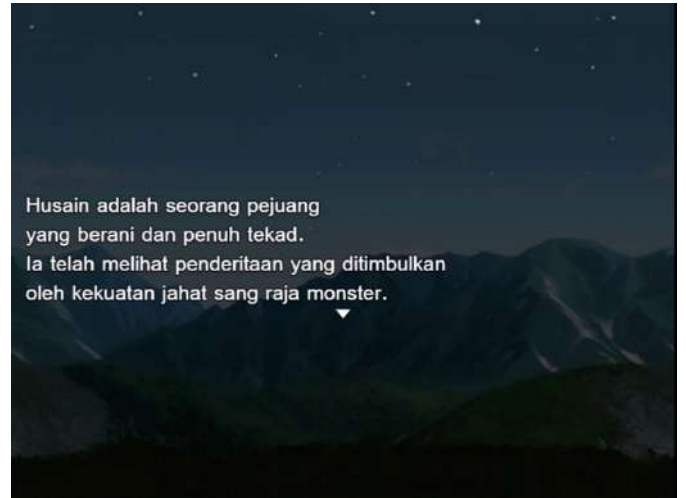 Husain adalah seorang pejuang
yang berani dan penuh tekad.
Ia telah melihat penderitaan yang ditimbulkan
oleh kekuatan jahat sang raja monster.